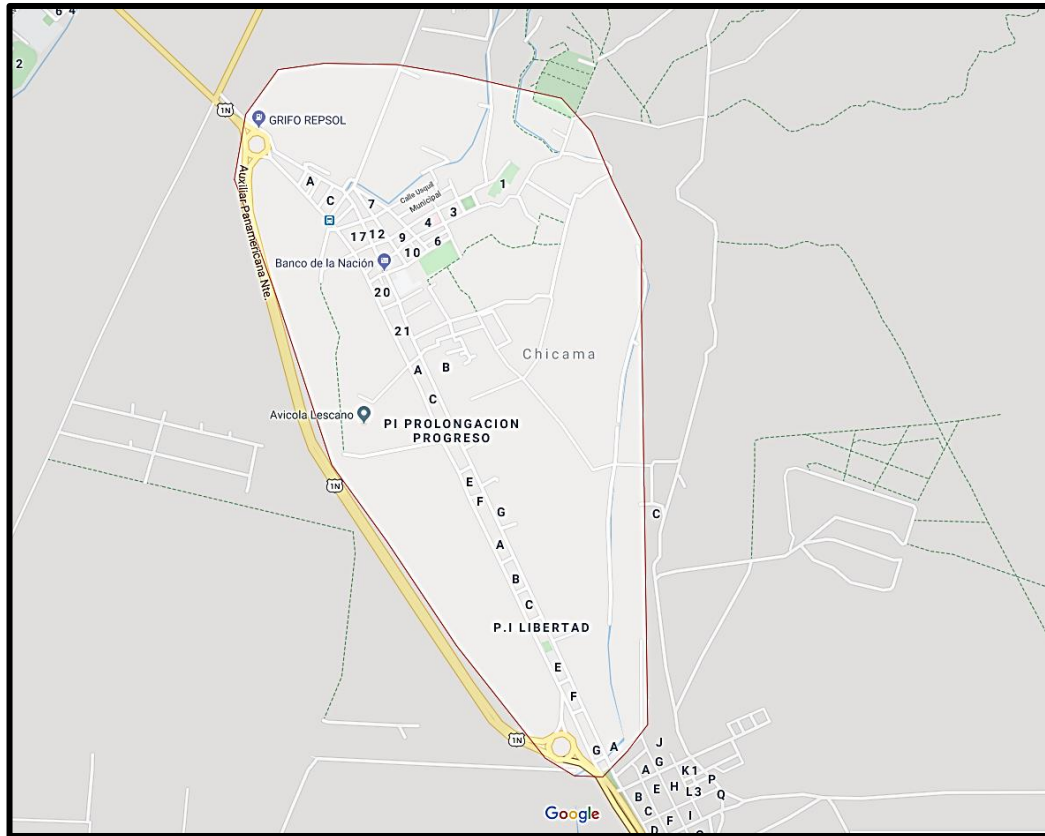 6 4
2
1N
GRIFO REPSOL
A
C
1
7
Calle Usquil
Municipal
4
3
17
12
9
6
10
Auxiliar Panamericana Nte.
Banco de la Nación
20
21
Chicama
A
B
C
Avicola Lescano
PI PROLONGACION
PROGRESO
1N
E
F
G
C
A
B
C
P.I LIBERTAD
E
F
1N
G
A
J
G
A
K1
P
H
E
L3
Q
B
C
I
F
D
Google